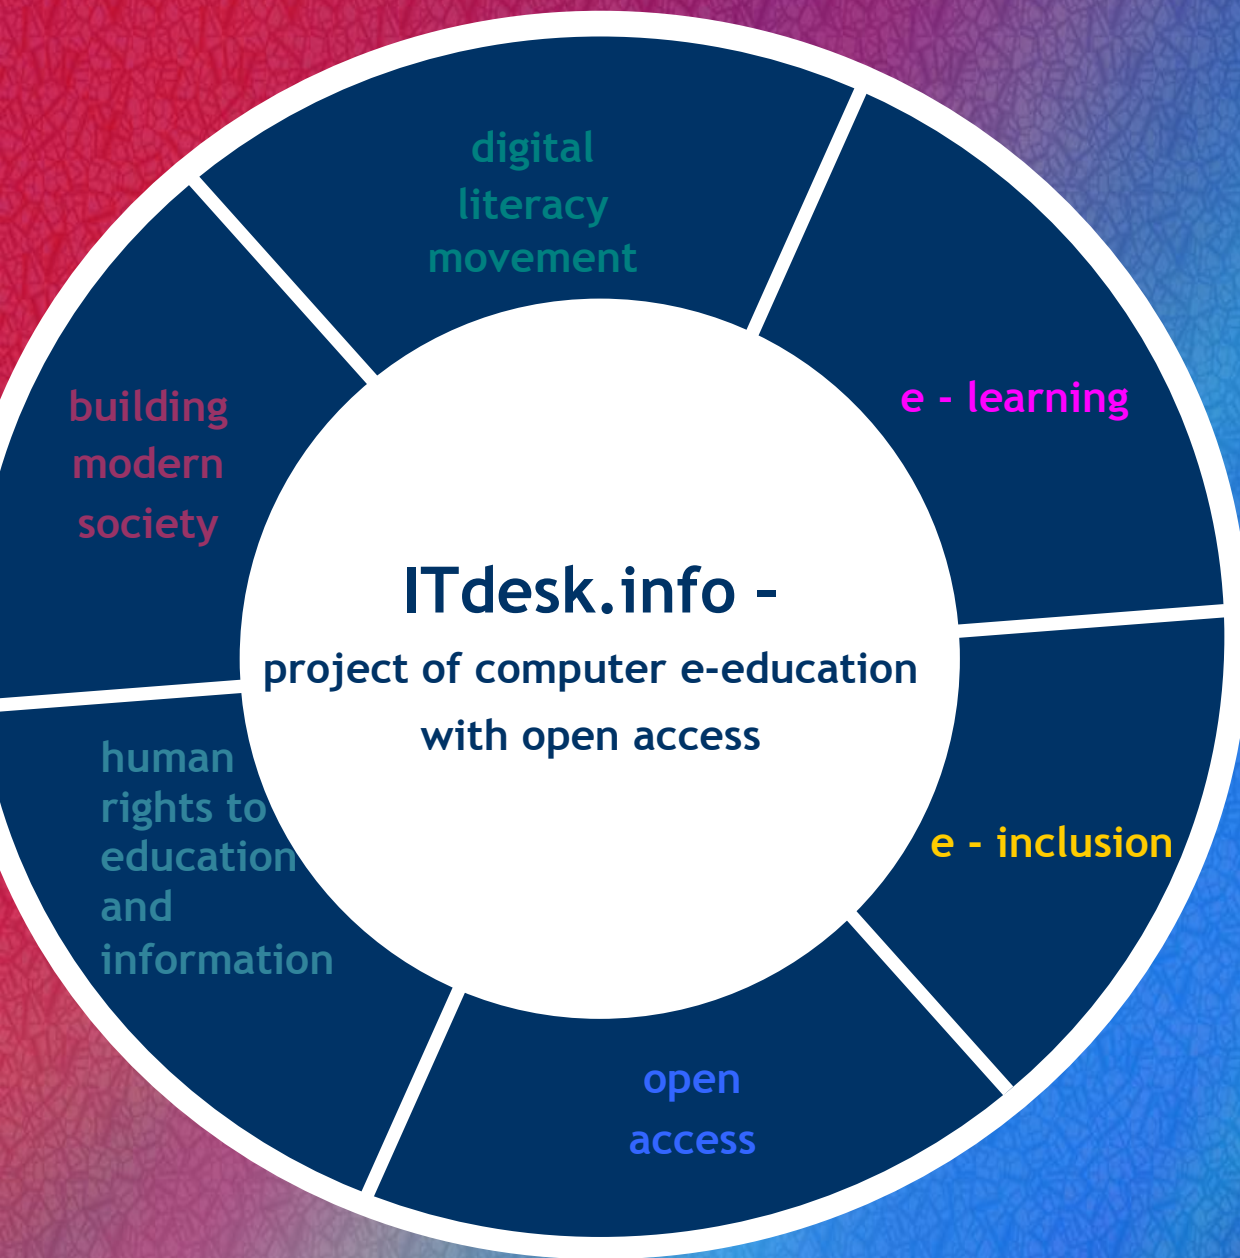 digital
literacy
movement
e - learning
building
modern
society
ITdesk.info –
project of computer e-education
with open access
human
rights to
education
and
information
e - inclusion
open
access